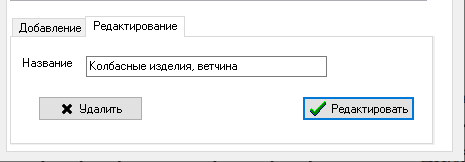 Добавление Редактирование
Название Колбасные изделия, ветчина
Удалить Редактировать